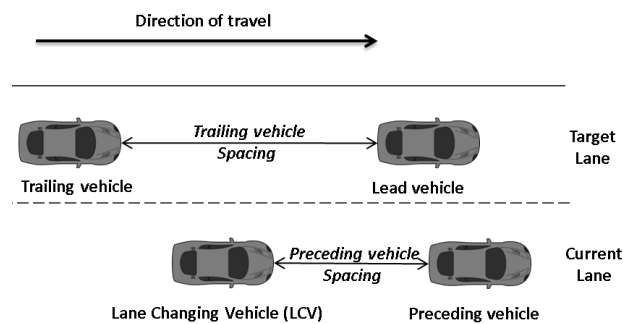 Direction of travel
Trailing vehicle
Spacing
Target
Lane
Trailing vehicle
Lead vehicle
Preceding vehicle
Spacing
Current
Lane
Lane Changing Vehicle (LCV)
Preceding vehicle